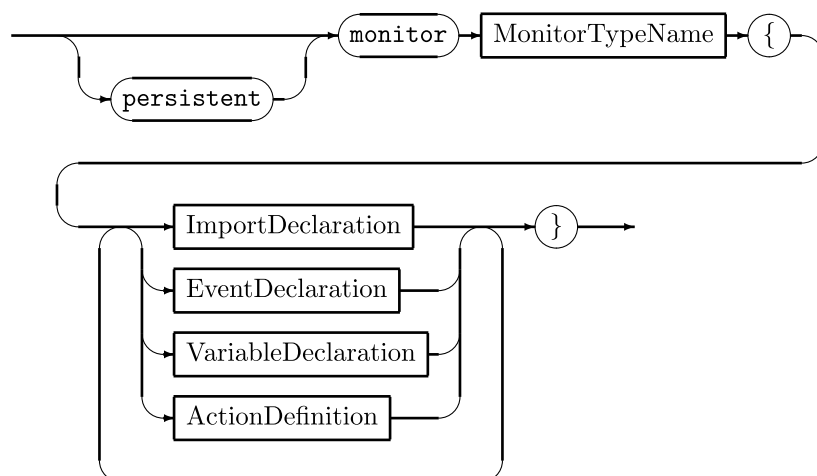 monitor MonitorTypeName {
persistent
ImportDeclaration }
EventDeclaration
VariableDeclaration
ActionDefinition